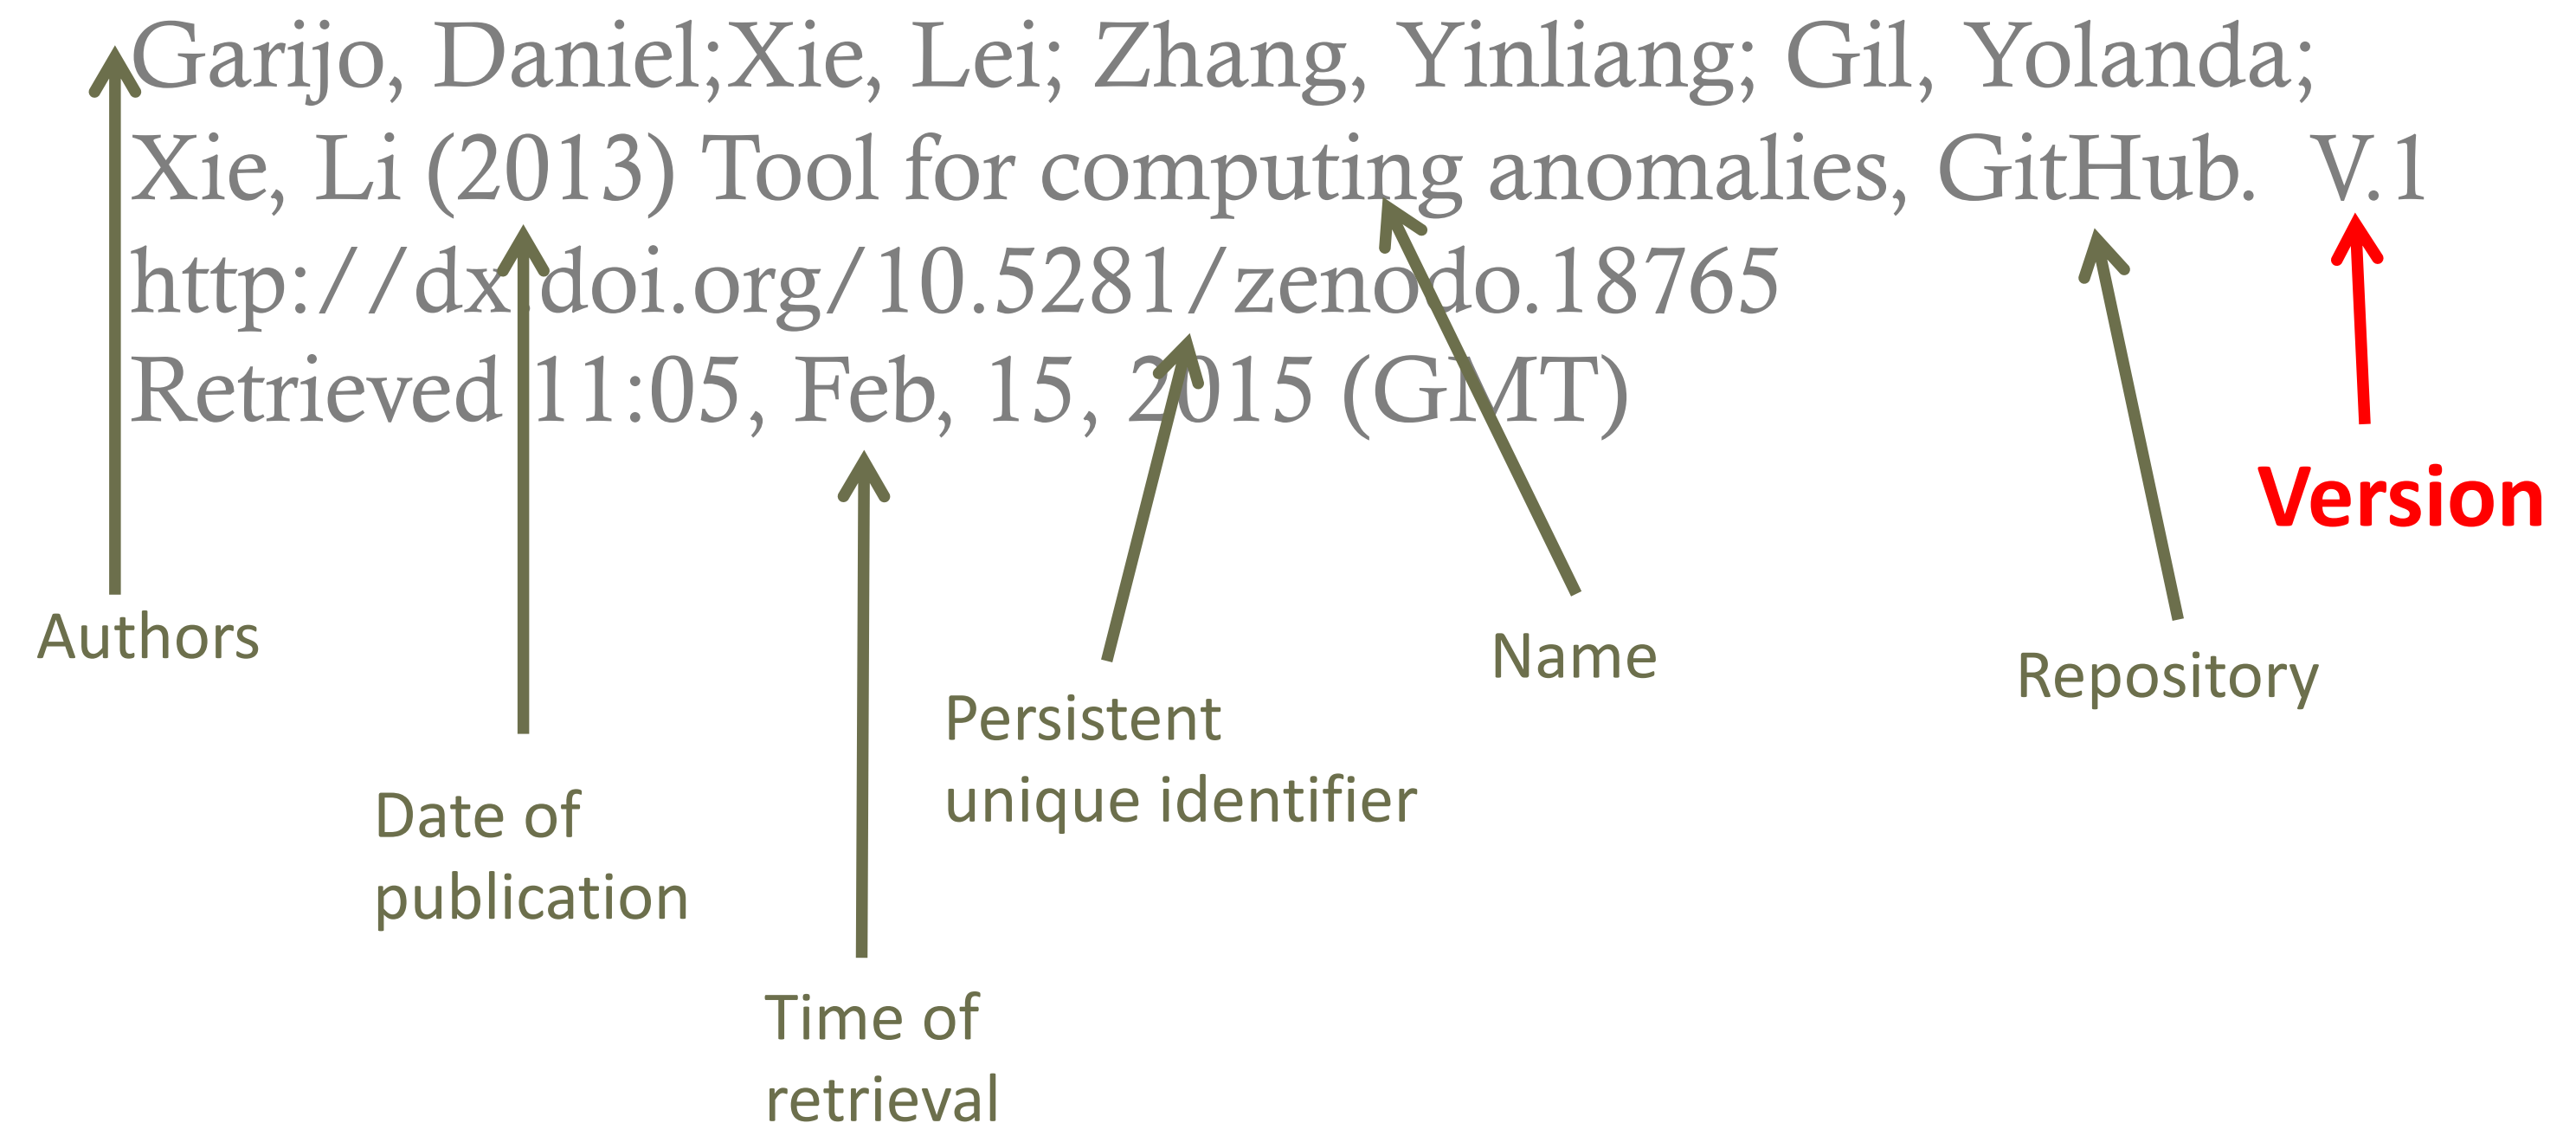 Garijo, Daniel;Xie, Lei; Zhang, Yinliang; Gil, Yolanda;
Xie, Li (2013) Tool for computing anomalies, GitHub. V.1
http://dx.doi.org/10.5281/zenodo.18765
Retrieved 11:05, Feb, 15, 2015 (GMT)
Version
Authors
Name
Repository
Persistent
unique identifier
Date of
publication
Time of
retrieval